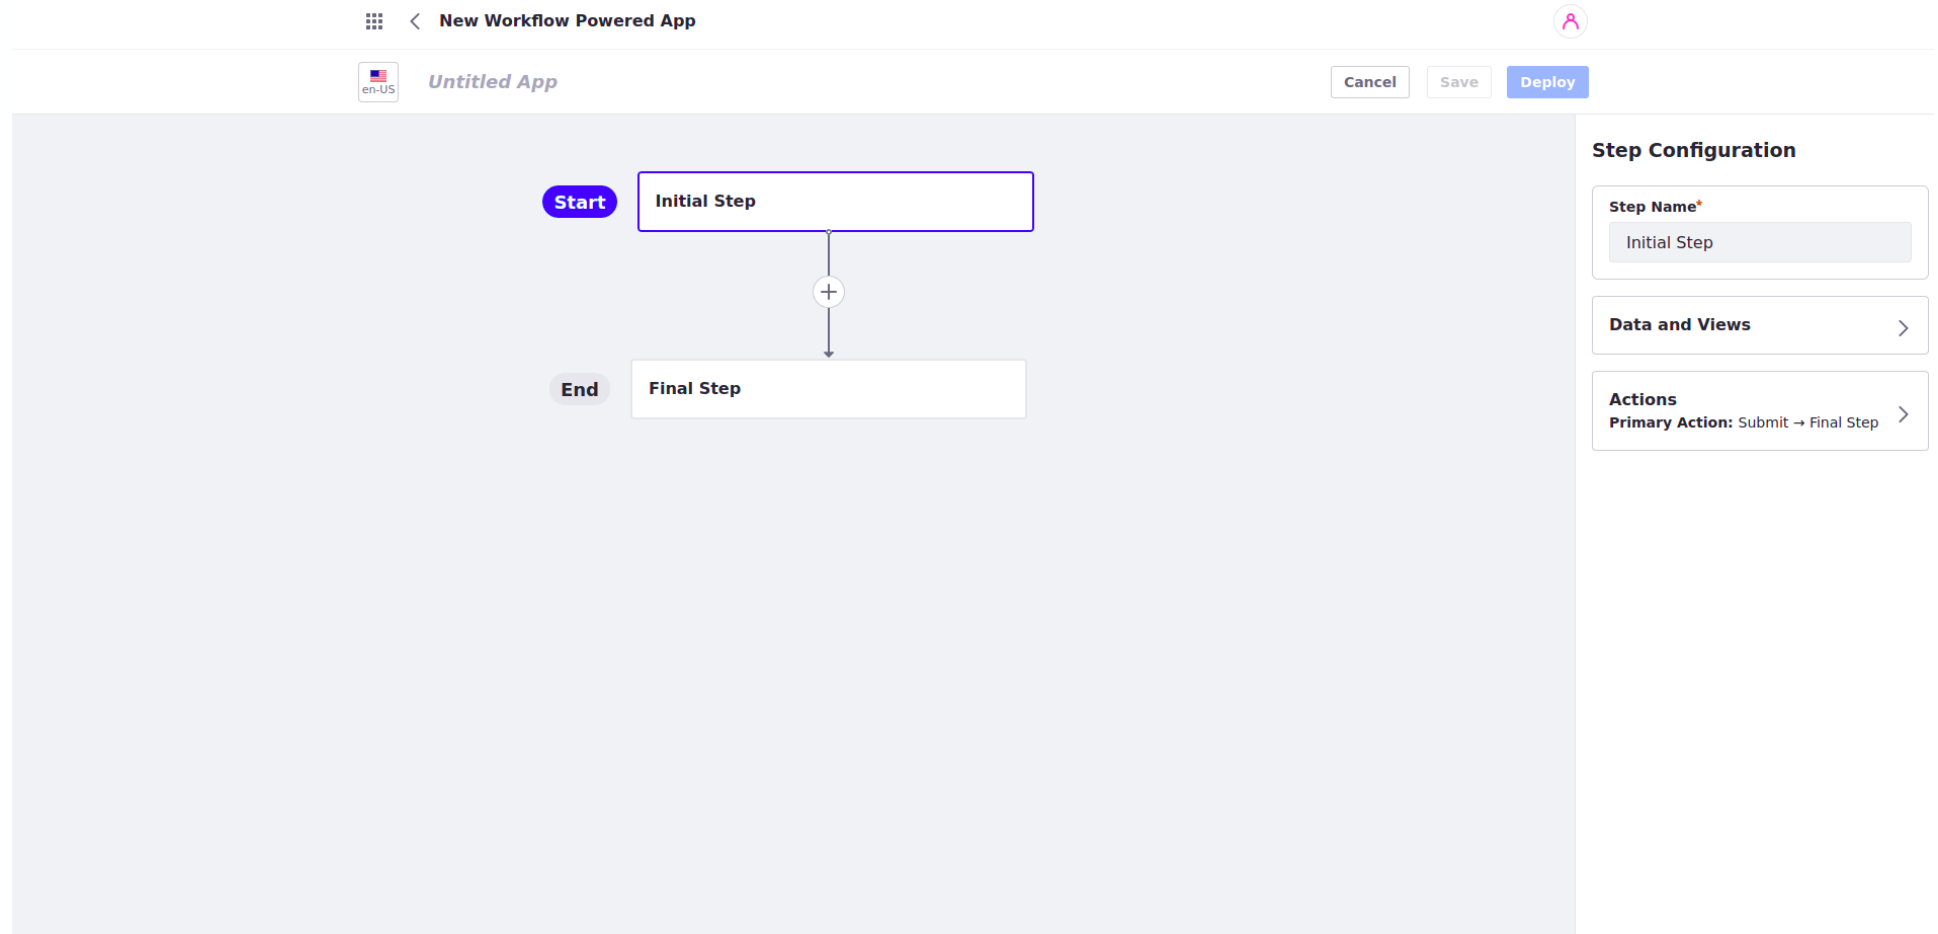 New Workflow Powered App
en-US
Untitled App
Cancel
Save
Deploy
Start
Initial Step
End
Final Step
Step Configuration
Step Name*
Initial Step
Data and Views
Actions
Primary Action: Submit → Final Step